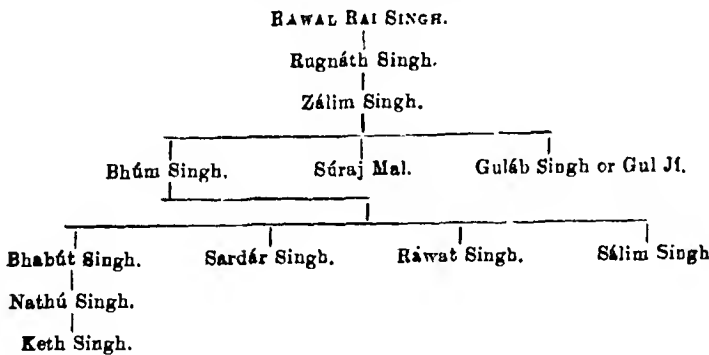 RAWAL RAI SINGH.
Rugnáth Singh.
Zálim Singh.
Bhúm Singh. Súraj Mal. Guláb Singh or Gul Jí.
Bhabút Singh. Sardár Singh. Ráwat Singh. Sálim Singh
Nathú Singh.
Keth Singh.